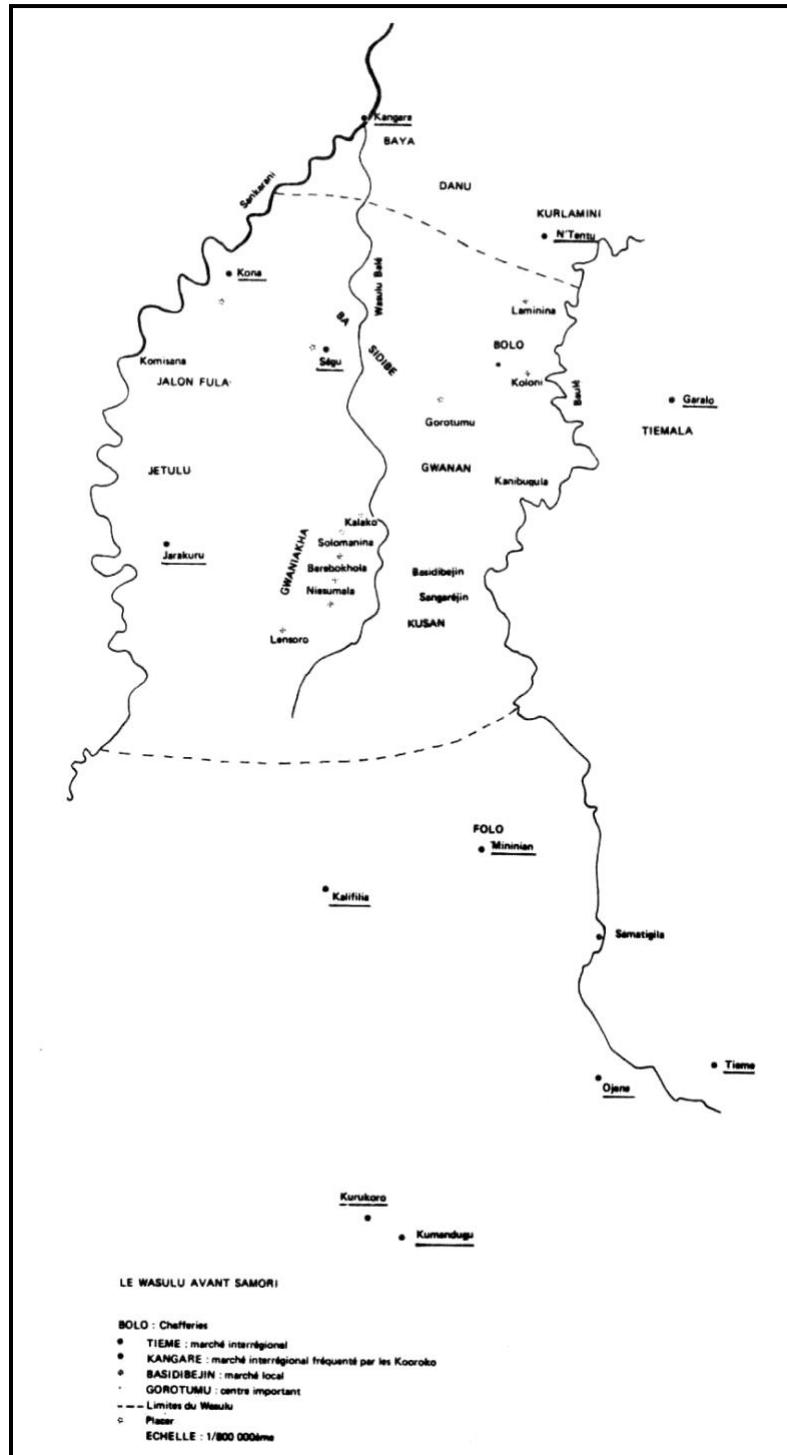 Kangare
BAYA
Sankarani
DANU
KURLAMINI
N'Tentu
Kona
Wasulu Balé
Laminina
BA
SIDIBE
Ségu
BOLO
Komisana
JALON FULA
Koloni
Baulé
Garalo
Gorotumu
TIEMALA
JETULU
GWANAN
Kanibugula
Kalako
Solomanina
Jarakuru
GWANIAKHA
Barabokhola
Basidibejin
Niesumala
Sangaréjin
KUSAN
Lensoro
FOLO
Mininian
Kalifilia
Samatigila
Tieme
Ojene
Kurukoro
Kumandugu
LE WASULU AVANT SAMORI
BOLO : Chefferies
TIEME : marché interrégional
KANGARE : marché interrégional fréquenté par les Kooroko
BASIDIBEJIN : marché local
GOROTUMU : centre important
Limites du Wasulu
Placer
ECHELLE : 1/800 000ème